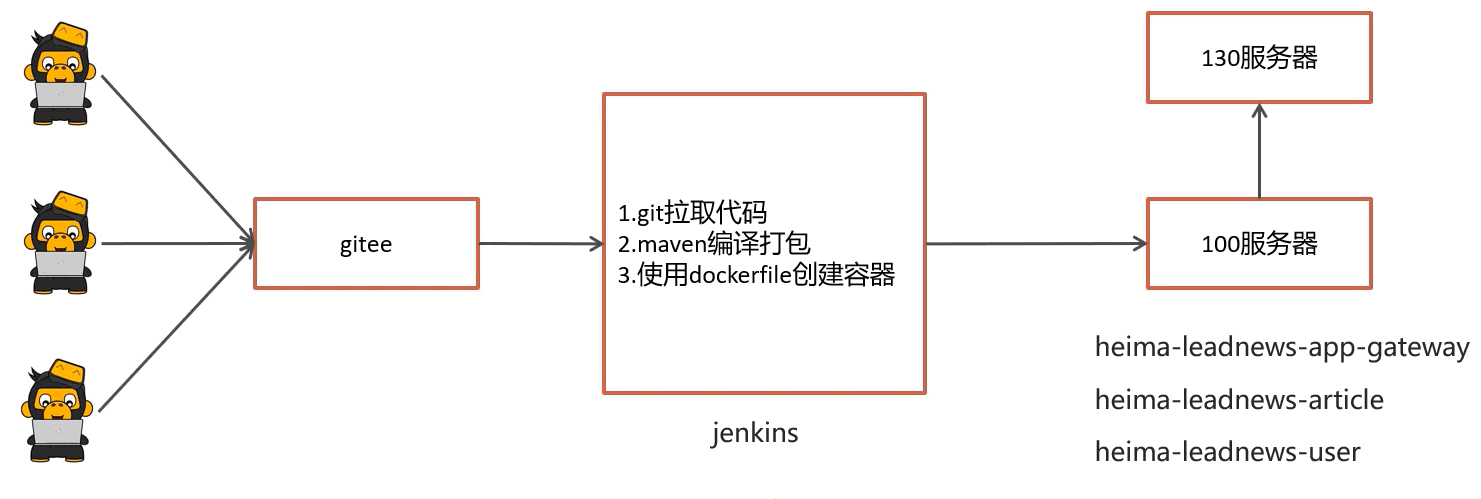 130服务器
gitee
1.git拉取代码
2.maven编译打包
3.使用dockerfile创建容器
100服务器
heima-leadnews-app-gateway
heima-leadnews-article
jenkins
heima-leadnews-user